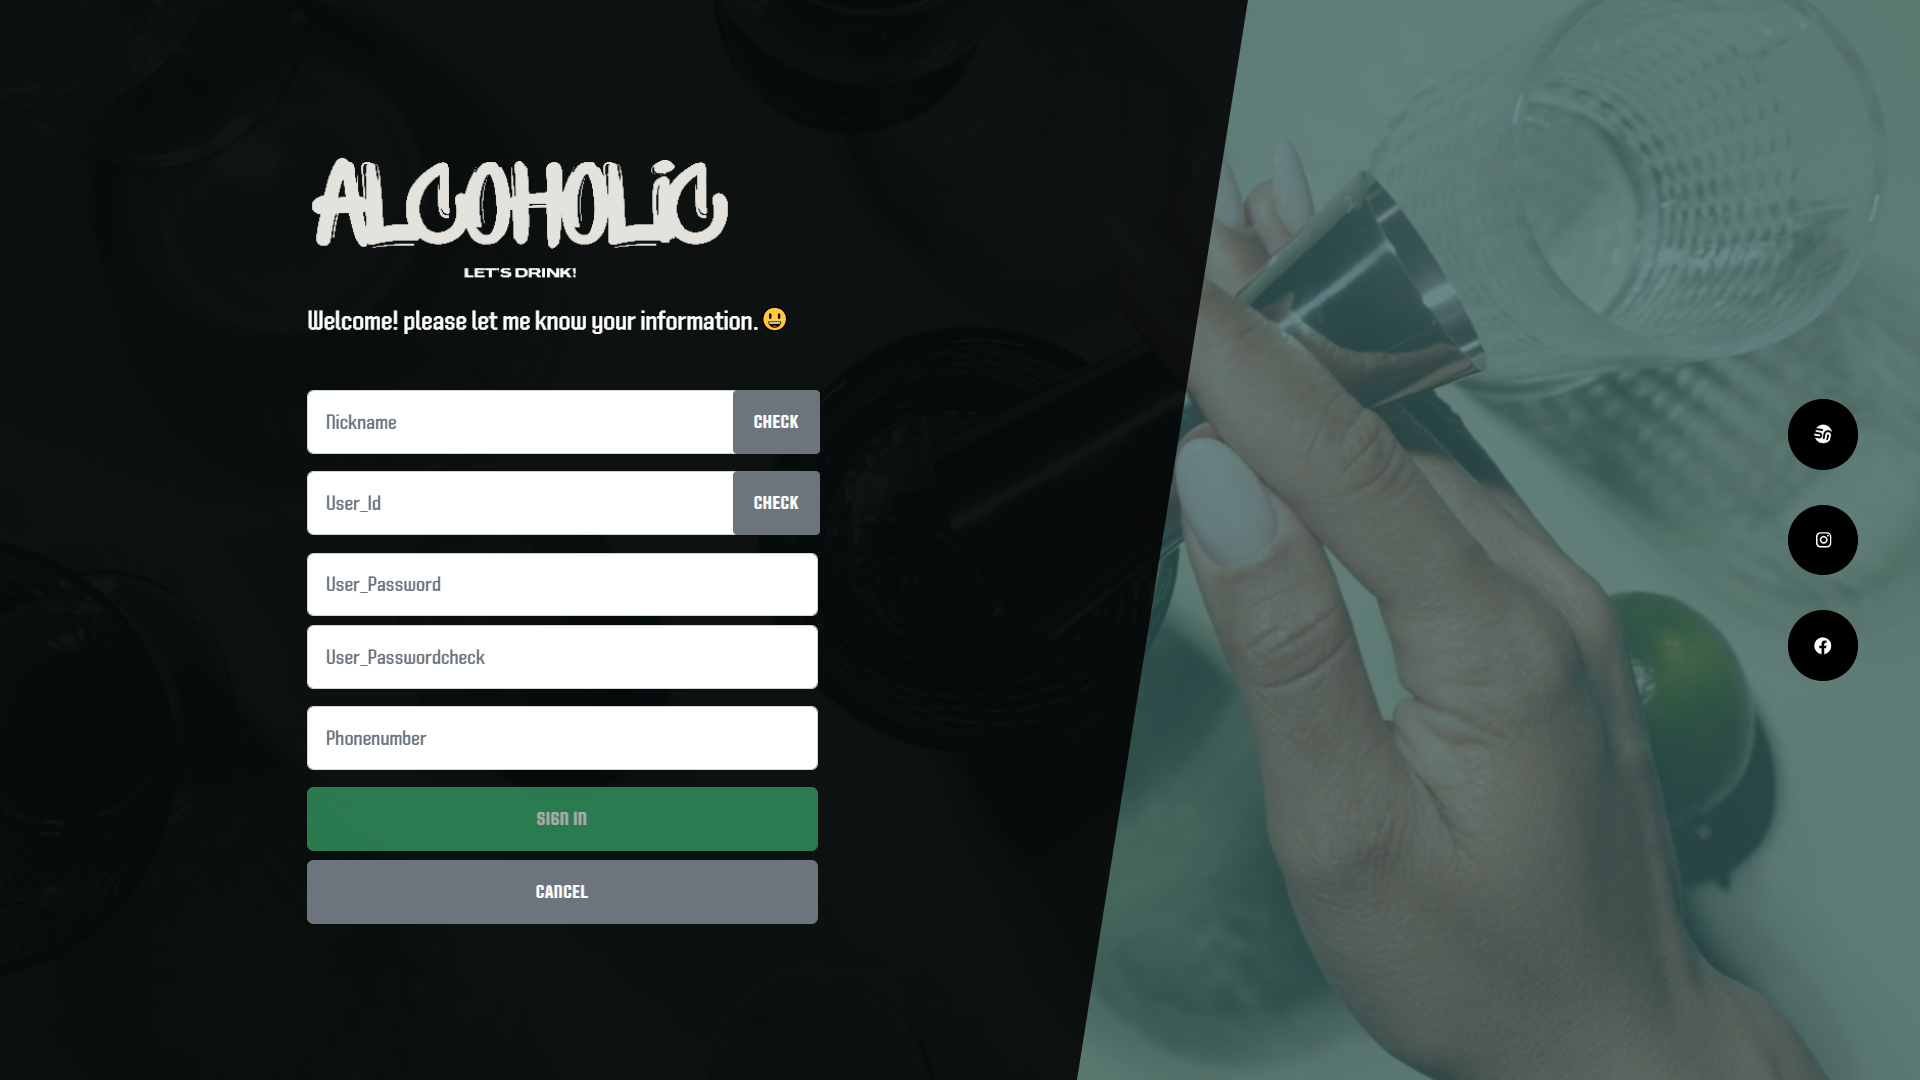 ALCOHOLiC
LET'S DRINK!
Welcome! please let me know your information. 😃
Nickname
CHECK
User_Id
CHECK
User_Password
User_Passwordcheck
Phonenumber
SIGN IN
CANCEL